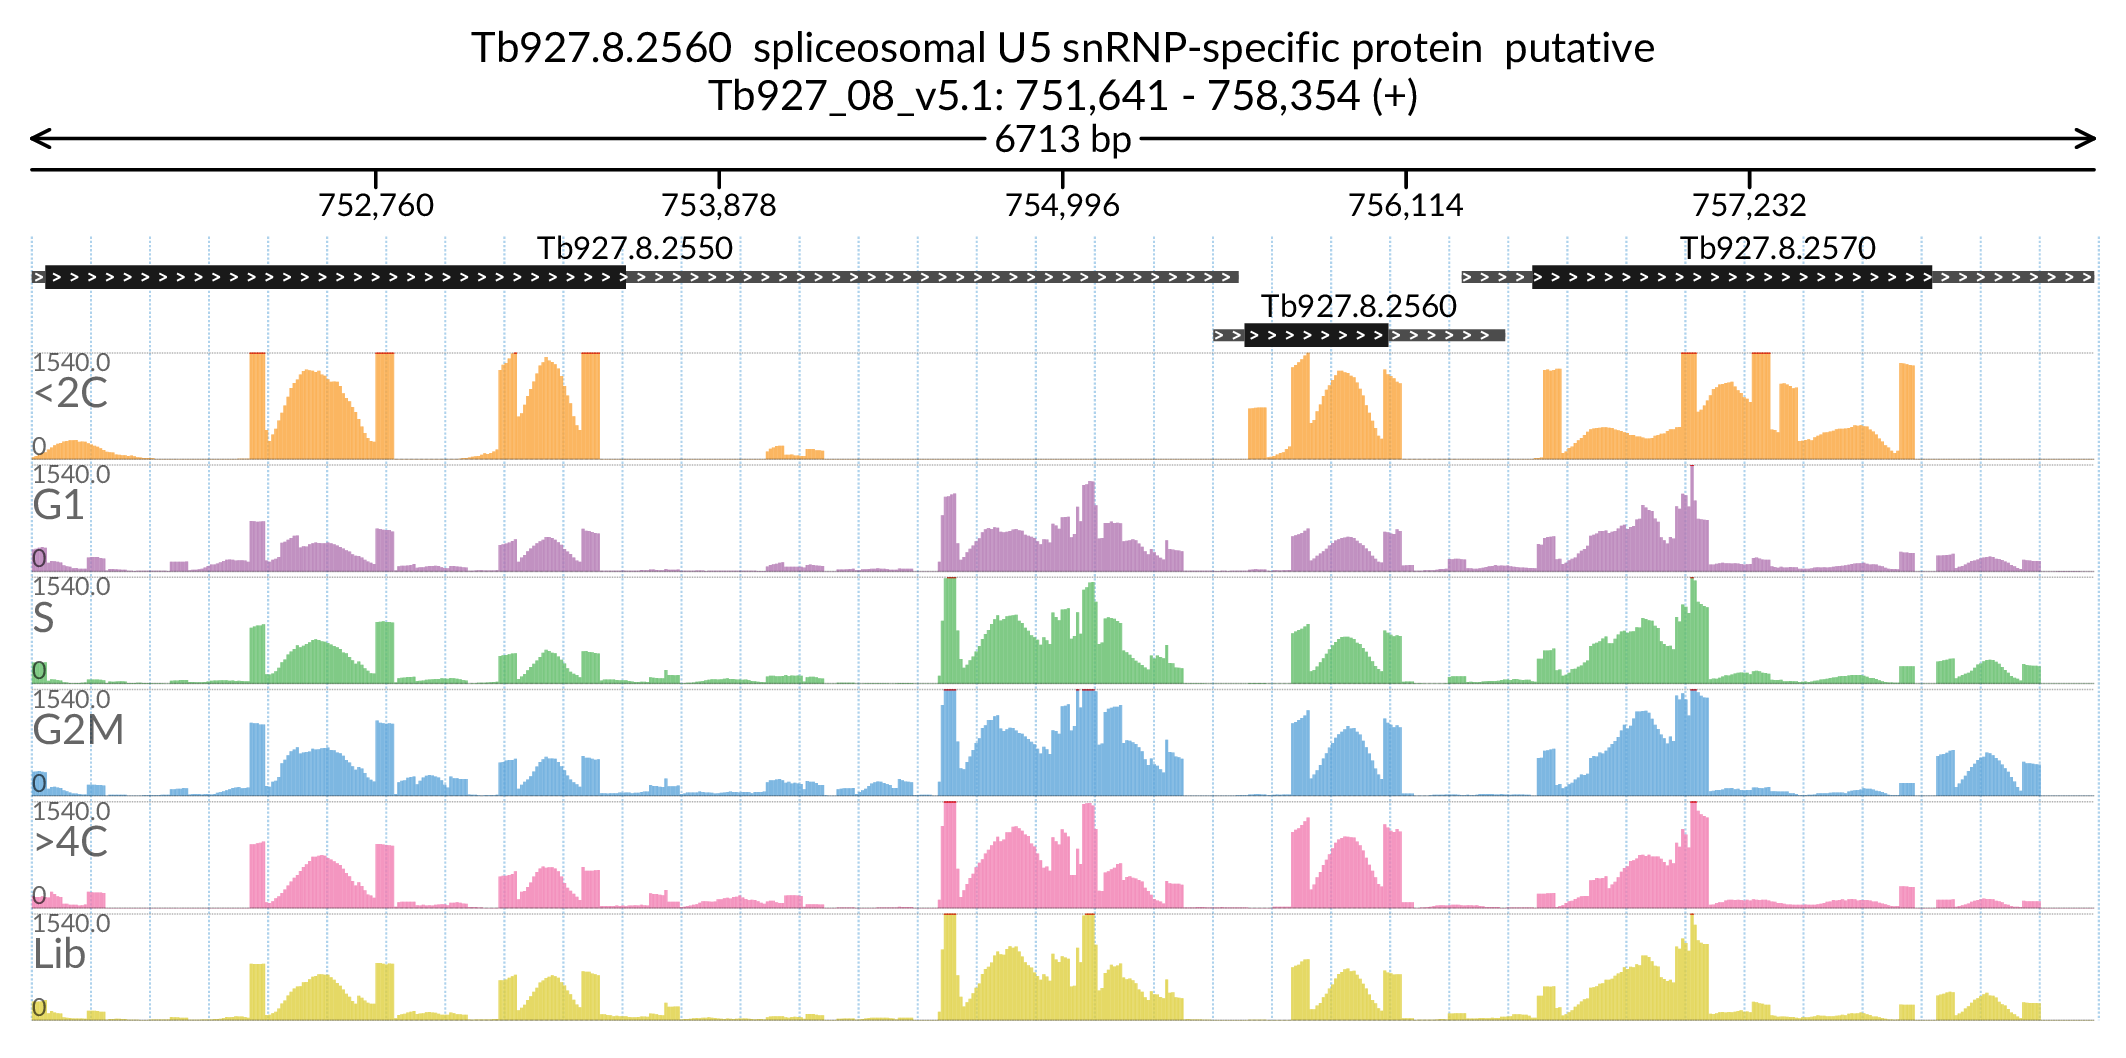 Tb927.8.2560  spliceosomal U5 snRNP-specific protein  putative
Tb927_08_v5.1: 751,641 - 758,354 (+)
6713 bp
752,760 753,878 754,996 756,114 757,232
Tb927.8.2550 Tb927.8.2570
Tb927.8.2560
1540.0
<2C
0
1540.0
G1
0
1540.0
S
0
1540.0
G2M
0
1540.0
>4C
0
1540.0
Lib
0